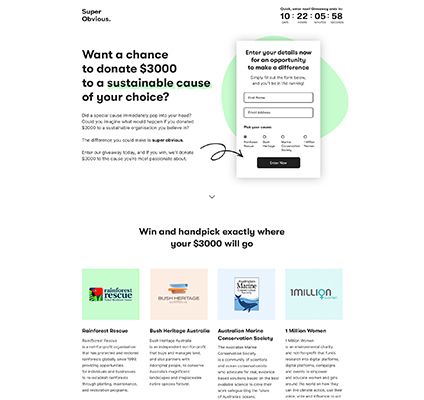 Super
Obvious.
Quick, enter now! Giveaway ends in:
10 : 22 : 05 : 58
DAYS HOURS MINUTES SECONDS
Want a chance
to donate $3000
to a sustainable cause
of your choice?
Did a special cause immediately pop into your head?
Could you imagine what would happen if you donated
$3000 to a sustainable organisation you believe in?
The difference you could make is super obvious.
Enter our giveaway today, and if you win, we'll donate
$3000 to the cause you're most passionate about.
Enter your details now
for an opportunity
to make a difference
Simply fill out the form below,
and you'll be in the running!
First Name
Email Address
Pick your cause:
Rainforest
Rescue
Bush
Heritage
Marine
Conservation
Society
1 Million
Women
Enter Now
Win and handpick exactly where
your $3000 will go
rainforest
rescue
BUSH HERITAGE
AUSTRALIA
Australian
Marine
Conservation
Society
1MILLION
women
Rainforest Rescue
Rainforest Rescue
is a not-for-profit organisation
that has protected and restored
rainforests globally since 1999,
providing opportunities
for individuals and businesses
to re-establish rainforests
through planting, maintenance,
and restoration programs.
Bush Heritage Australia
Bush Heritage Australia
is an independent not-for-profit
that buys and manages land,
and also partners with
Aboriginal people, to conserve
Australia's magnificent
landscapes and irreplaceable
native species forever.
Australian Marine
Conservation Society
The Australian Marine
Conservation Society
is a community of scientists
and ocean conservationists
who advocate for real, evidence
based solutions based on the best
available science to solve their
work safeguarding the future
of Australia's oceans.
1 Million Women
1 Million Women
is an environmental charity
and not-for-profit that funnels
research into digital platforms,
digital platforms, campaigns
and events to empower
and educate women and girls
around the world on how they
can fix climate action, use their
voice, vote and influence to act